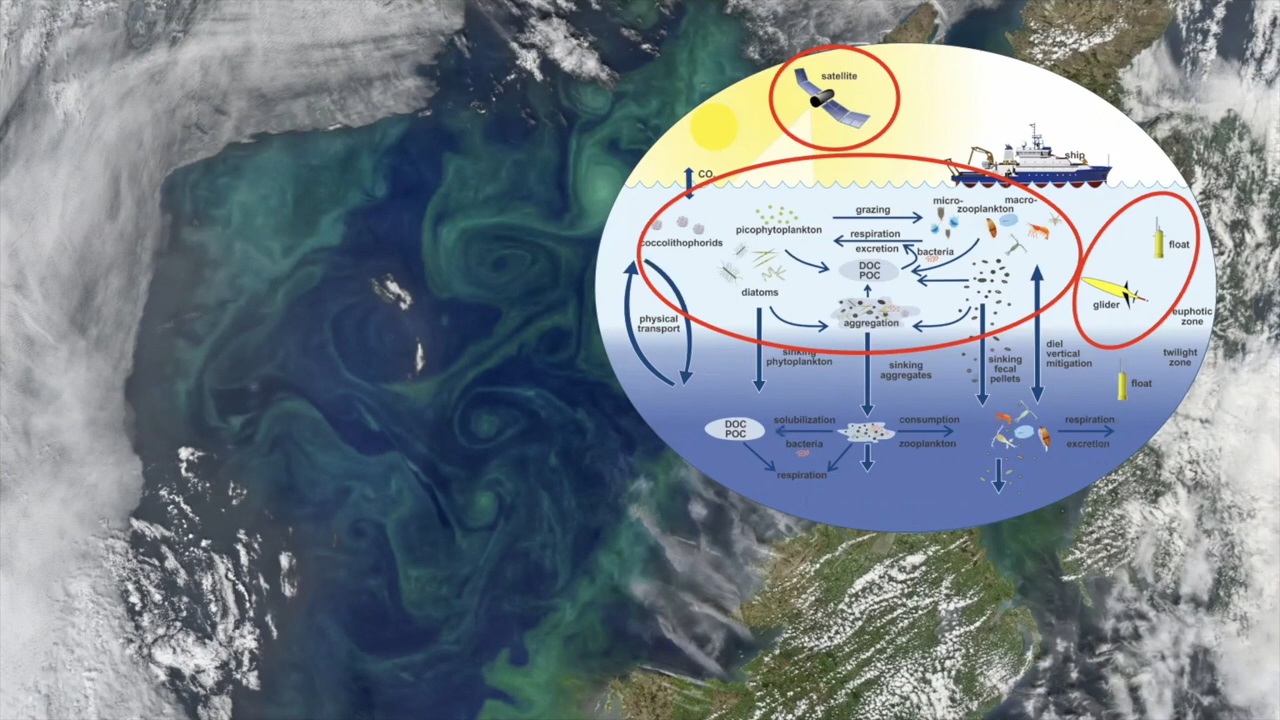 satellite
ship
CO₂
micro-
macro-
zooplankton
grazing
picophytoplankton
coccolithophorids
respiration
excretion
bacteria
float
DOC
POC
diatoms
glider
aggregation
physical
transport
euphotic
zone
sinking
phytoplankton
sinking
aggregates
sinking
fecal
pellets
diel
vertical
mitigation
twilight
zone
float
DOC
POC
solubilization
bacteria
consumption
zooplankton
respiration
excretion
respiration